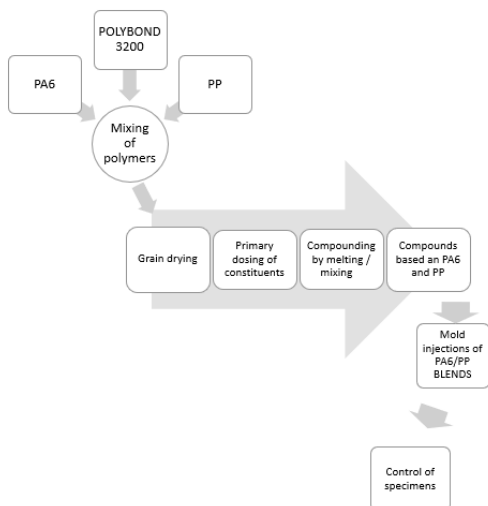 POLYBOND
3200
PA6
PP
Mixing
of
polymers
Grain drying
Primary
dosing of
constituents
Compounding
by melting /
mixing
Compounds
based an PA6
and PP
Mold
injections of
PA6/PP
BLENDS
Control of
specimens